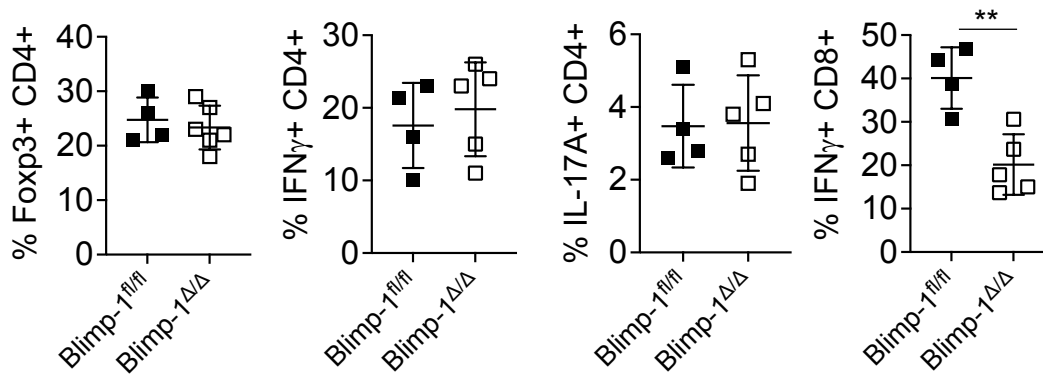 % Foxp3+ CD4+
40
30
20
10
0
Blimp-1fl/fl
Blimp-1Δ/Δ
% IFNγ+ CD4+
30
20
10
0
Blimp-1fl/fl
Blimp-1Δ/Δ
% IL-17A+ CD4+
6
4
2
0
Blimp-1fl/fl
Blimp-1Δ/Δ
% IFNγ+ CD8+
**
50
40
30
20
10
0
Blimp-1fl/fl
Blimp-1Δ/Δ